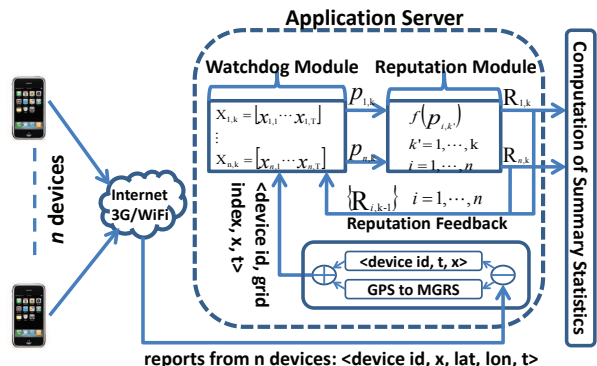 Application Server
Watchdog Module
Reputation Module
p1,k
R1,k
X1,k = [x1,1 ⋯ x1,T]
⋮
Xn,k = [xn,1 ⋯ xn,T]
f(pi,k')
k' = 1,⋯, k
i = 1,⋯, n
pn,k
Rn,k
{Ri,k-1} i = 1,⋯, n
Reputation Feedback
n devices
Internet
3G/WiFi
<device id, grid
index, x, t>
<device id, t, x>
GPS to MGRS
Computation of Summary Statistics
reports from n devices: <device id, x, lat, lon, t>